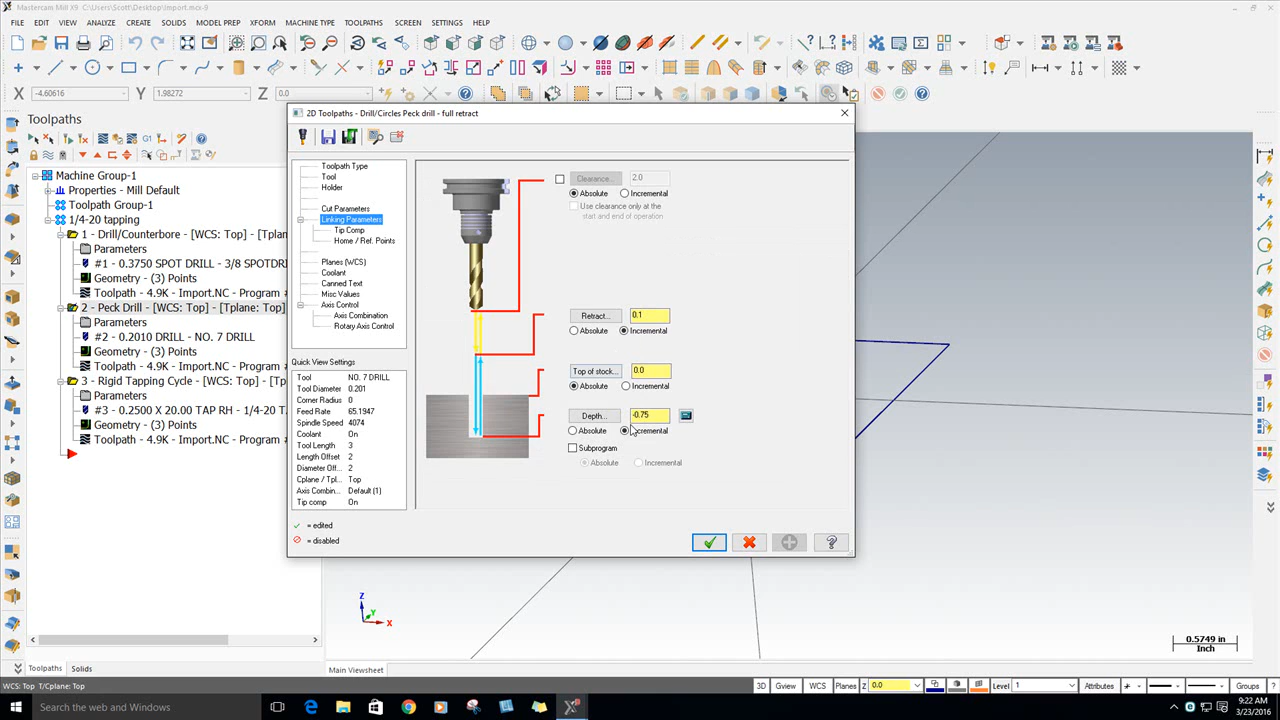 Mastercam Mill X9 C:\Users\Scott\Desktop\Import.mcx-9
FILE EDIT VIEW ANALYZE CREATE SOLIDS MODEL PREP XFORM MACHINE TYPE TOOLPATHS SCREEN SETTINGS HELP
X -4.60616 Y 1.98272 Z 0.0
2D Toolpaths - Drill/Circles Peck drill - full retract
Toolpaths
G1
Machine Group-1
Properties - Mill Default
Toolpath Group-1
1/4-20 tapping
1 - Drill/Counterbore - [WCS: Top] - [Tplane:
Parameters
#1 - 0.3750 SPOT DRILL - 3/8 SPOTDRI
Geometry - (3) Points
Toolpath - 4.9K - Import.NC - Program #
2 - Peck Drill - [WCS: Top] - [Tplane: Top]
Parameters
#2 - 0.2010 DRILL - NO. 7 DRILL
Geometry - (3) Points
Toolpath - 4.9K - Import.NC - Program #
3 - Rigid Tapping Cycle - [WCS: Top] - [Tp
Parameters
#3 - 0.2500 X 20.00 TAP RH - 1/4-20 TAP
Geometry - (3) Points
Toolpath - 4.9K - Import.NC - Program #
Toolpath Type
Tool
Holder
Cut Parameters
Linking Parameters
Tip Comp
Home / Ref. Points
Planes (WCS)
Coolant
Canned Text
Misc Values
Axis Control
Axis Combination
Rotary Axis Control
Quick View Settings
Tool NO. 7 DRILL
Tool Diameter 0.201
Corner Radius 0
Feed Rate 65.1947
Spindle Speed 4074
Coolant On
Tool Length 3
Length Offset 2
Diameter Off... 2
Cplane / Tpl... Top
Axis Combin... Default (1)
Tip comp On
= edited
= disabled
Clearance... 2.0
Absolute Incremental
Use clearance only at the
start and end of operation
Retract... 0.1
Absolute Incremental
Top of stock... 0.0
Absolute Incremental
Depth... -0.75
Absolute Incremental
Subprogram
Absolute Incremental
Z
Y
X
0.5749 in
Inch
Toolpaths Solids
Main Viewsheet
WCS: Top T/Cplane: Top
3D Gview WCS Planes Z 0.0 Level 1 Attributes Groups
Search the web and Windows
9:22 AM
3/23/2016